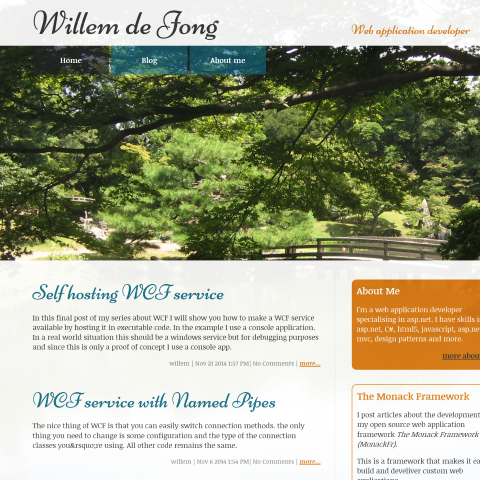 Willem de Jong
Web application developer
Home
Blog
About me
Self hosting WCF service
In this final post of my series about WCF I will show you how to make a WCF service
available by hosting it in executable code. In the example I use a console application.
In a real world situation this should be a windows service but for debugging purposes
and since this is only a proof of concept I use a console app.
willem | Nov 21 2014 1:57 PM| No Comments | more...
WCF service with Named Pipes
The nice thing of WCF is that you can easily switch connection methods. the only
thing you need to change is some configuration and the type of the connection
classes you&rsquo;re using. All other code remains the same.
willem | Nov 6 2014 1:54 PM| No Comments | more...
About Me
I'm a web application developer
specialising in asp.net. I have skills
asp.net, C#, html5, javascript,
mvc, design patterns and more.
more
The Monack Framework
I post articles about the development
my open source web application
framework The Monack Framework
(MonackFr).
This is a framework that makes it
build and develiver custom web